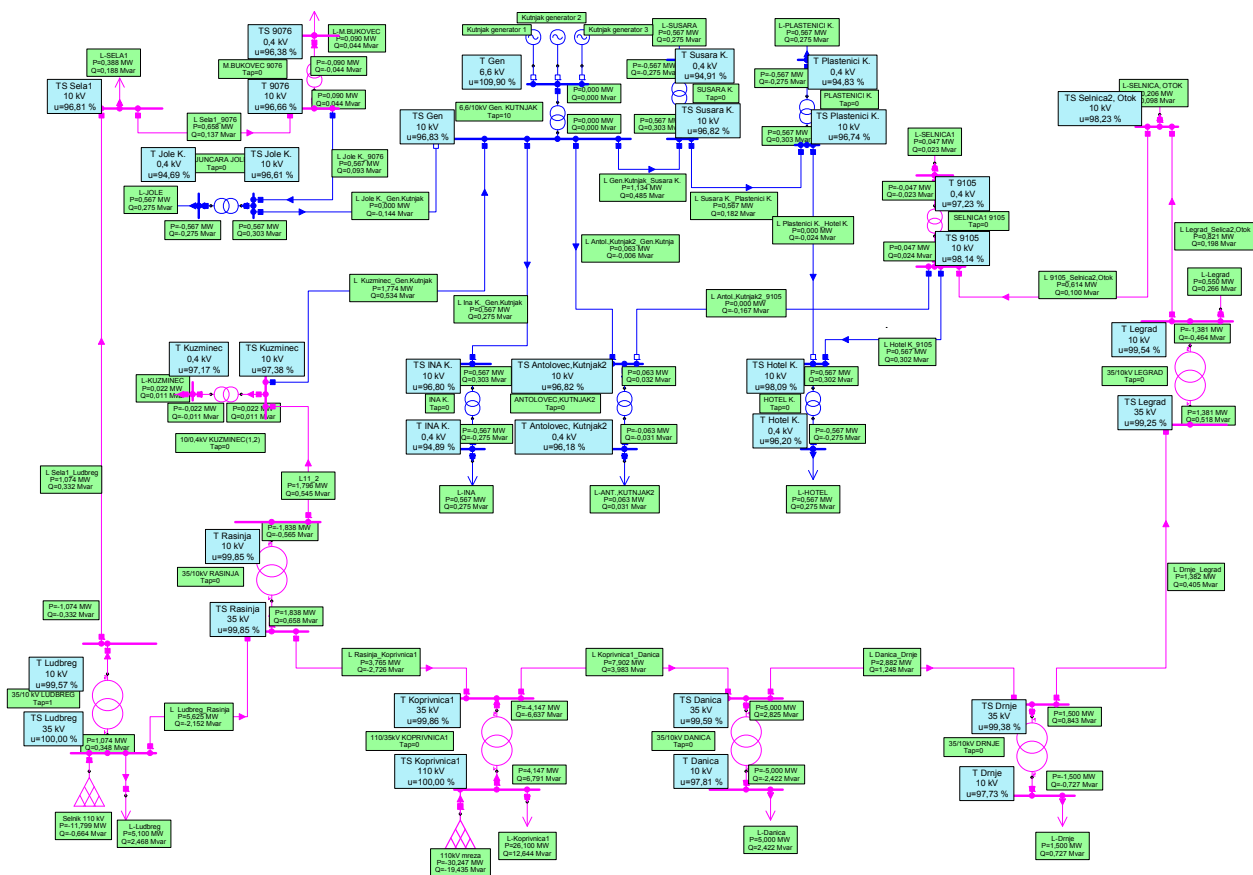 Kutnjak generator 2
Kutnjak generator 1
Kutnjak generator 3
TS 9076
0,4 kV
u=96,38 %
L-M.BUKOVEC
P=0,090 MW
Q=0,044 Mvar
M.BUKOVEC 9076
Tap=0
P=-0,090 MW
Q=-0,044 Mvar
T 9076
10 kV
u=96,66 %
P=0,090 MW
Q=0,044 Mvar
L-SELA1
P=0,388 MW
Q=0,188 Mvar
TS Sela1
10 kV
u=96,81 %
L Sela1_9076
P=0,658 MW
Q=0,137 Mvar
T Jole K.
0,4 kV
u=94,69 %
JUNCARA JOLE
Tap=0
TS Jole K.
10 kV
u=96,61 %
L Jole K._9076
P=0,567 MW
Q=0,093 Mvar
L-JOLE
P=0,567 MW
Q=0,275 Mvar
P=-0,567 MW
Q=-0,275 Mvar
P=0,567 MW
Q=0,303 Mvar
L Jole K._Gen.Kutnjak
P=0,000 MW
Q=-0,144 Mvar
T Gen
6,6 kV
u=109,90 %
P=0,000 MW
Q=0,000 Mvar
6,6/10kV Gen. KUTNJAK
Tap=10
TS Gen
10 kV
u=96,83 %
P=0,000 MW
Q=0,000 Mvar
L-SUSARA
P=0,567 MW
Q=0,275 Mvar
P=-0,567 MW
Q=-0,275 Mvar
T Susara K.
0,4 kV
u=94,91 %
SUSARA K.
Tap=0
TS Susara K.
10 kV
u=96,82 %
P=0,567 MW
Q=0,303 Mvar
L-PLASTENICI K.
P=0,567 MW
Q=0,275 Mvar
P=-0,567 MW
Q=-0,275 Mvar
T Plastenici K.
0,4 kV
u=94,83 %
PLASTENICI K.
Tap=0
P=0,567 MW
Q=0,303 Mvar
TS Plastenici K.
10 kV
u=96,74 %
L Gen.Kutnjak_Susara K.
P=1,134 MW
Q=0,485 Mvar
L Susara K._Plastenici K.
P=0,567 MW
Q=0,182 Mvar
L Plastenici K._Hotel K.
P=0,000 MW
Q=-0,024 Mvar
L-SELNICA1
P=0,047 MW
Q=0,023 Mvar
P=-0,047 MW
Q=-0,023 Mvar
T 9105
0,4 kV
u=97,23 %
SELNICA1 9105
Tap=0
P=0,047 MW
Q=0,024 Mvar
TS 9105
10 kV
u=98,14 %
L-SELNICA, OTOK
0,206 MW
0,098 Mvar
TS Selnica2, Otok
10 kV
u=98,23 %
L Legrad_Selica2,Otok
P=0,821 MW
Q=0,198 Mvar
L 9105_Selnica2,Otok
P=0,614 MW
Q=0,100 Mvar
L-Legrad
P=0,550 MW
Q=0,266 Mvar
T Legrad
10 kV
u=99,54 %
P=-1,381 MW
Q=-0,464 Mvar
35/10kV LEGRAD
Tap=0
TS Legrad
35 kV
u=99,25 %
P=1,381 MW
Q=0,518 Mvar
L Antol.,Kutnjak2_Gen.Kutnja
P=0,063 MW
Q=-0,006 Mvar
L Kuzminec_Gen.Kutnjak
P=1,774 MW
Q=0,534 Mvar
L Ina K._Gen.Kutnjak
P=0,567 MW
Q=0,275 Mvar
L Antol.,Kutnjak2_9105
P=0,000 MW
Q=-0,167 Mvar
L Hotel K_9105
P=0,567 MW
Q=0,302 Mvar
T Kuzminec
0,4 kV
u=97,17 %
TS Kuzminec
10 kV
u=97,38 %
L-KUZMINEC
P=0,022 MW
Q=0,011 Mvar
P=-0,022 MW
Q=-0,011 Mvar
P=0,022 MW
Q=0,011 Mvar
10/0,4kV KUZMINEC(1,2)
Tap=0
TS INA K.
10 kV
u=96,80 %
P=0,567 MW
Q=0,303 Mvar
INA K.
Tap=0
T INA K.
0,4 kV
u=94,89 %
P=-0,567 MW
Q=-0,275 Mvar
L-INA
P=0,567 MW
Q=0,275 Mvar
TS Antolovec,Kutnjak2
10 kV
u=96,82 %
P=0,063 MW
Q=0,032 Mvar
ANTOLOVEC,KUTNJAK2
Tap=0
T Antolovec, Kutnjak2
0,4 kV
u=96,18 %
P=-0,063 MW
Q=-0,031 Mvar
L-ANT.,KUTNJAK2
P=0,063 MW
Q=0,031 Mvar
TS Hotel K.
10 kV
u=98,09 %
P=0,567 MW
Q=0,302 Mvar
HOTEL K.
Tap=0
T Hotel K.
0,4 kV
u=96,20 %
P=-0,567 MW
Q=-0,275 Mvar
L-HOTEL
P=0,567 MW
Q=0,275 Mvar
L Sela1_Ludbreg
P=1,074 MW
Q=0,332 Mvar
L11_2
P=1,796 MW
Q=0,545 Mvar
P=-1,838 MW
Q=-0,565 Mvar
T Rasinja
10 kV
u=99,85 %
35/10kV RASINJA
Tap=0
TS Rasinja
35 kV
u=99,85 %
P=1,838 MW
Q=0,658 Mvar
L Drnje_Legrad
P=1,382 MW
Q=0,405 Mvar
P=-1,074 MW
Q=-0,332 Mvar
T Ludbreg
10 kV
u=99,57 %
35/10 kV LUDBREG
Tap=1
TS Ludbreg
35 kV
u=100,00 %
P=1,074 MW
Q=0,348 Mvar
L Ludbreg_Rasinja
P=5,625 MW
Q=-2,152 Mvar
Selnik 110 kV
P=-11,799 MW
Q=-0,664 Mvar
L-Ludbreg
P=5,100 MW
Q=2,468 Mvar
L Rasinja_Koprivnica1
P=3,765 MW
Q=-2,726 Mvar
T Koprivnica1
35 kV
u=99,86 %
P=-4,147 MW
Q=-6,637 Mvar
110/35kV KOPRIVNICA1
Tap=0
TS Koprivnica1
110 kV
u=100,00 %
P=4,147 MW
Q=6,791 Mvar
110kV mreza
P=-30,247 MW
Q=-19,435 Mvar
L-Koprivnica1
P=26,100 MW
Q=12,644 Mvar
L Koprivnica1_Danica
P=7,902 MW
Q=3,983 Mvar
TS Danica
35 kV
u=99,59 %
P=5,000 MW
Q=2,825 Mvar
35/10kV DANICA
Tap=0
T Danica
10 kV
u=97,81 %
P=-5,000 MW
Q=-2,422 Mvar
L-Danica
P=5,000 MW
Q=2,422 Mvar
L Danica_Drnje
P=2,882 MW
Q=1,248 Mvar
TS Drnje
35 kV
u=99,38 %
P=1,500 MW
Q=0,843 Mvar
35/10kV DRNJE
Tap=0
T Drnje
10 kV
u=97,73 %
P=-1,500 MW
Q=-0,727 Mvar
L-Drnje
P=1,500 MW
Q=0,727 Mvar